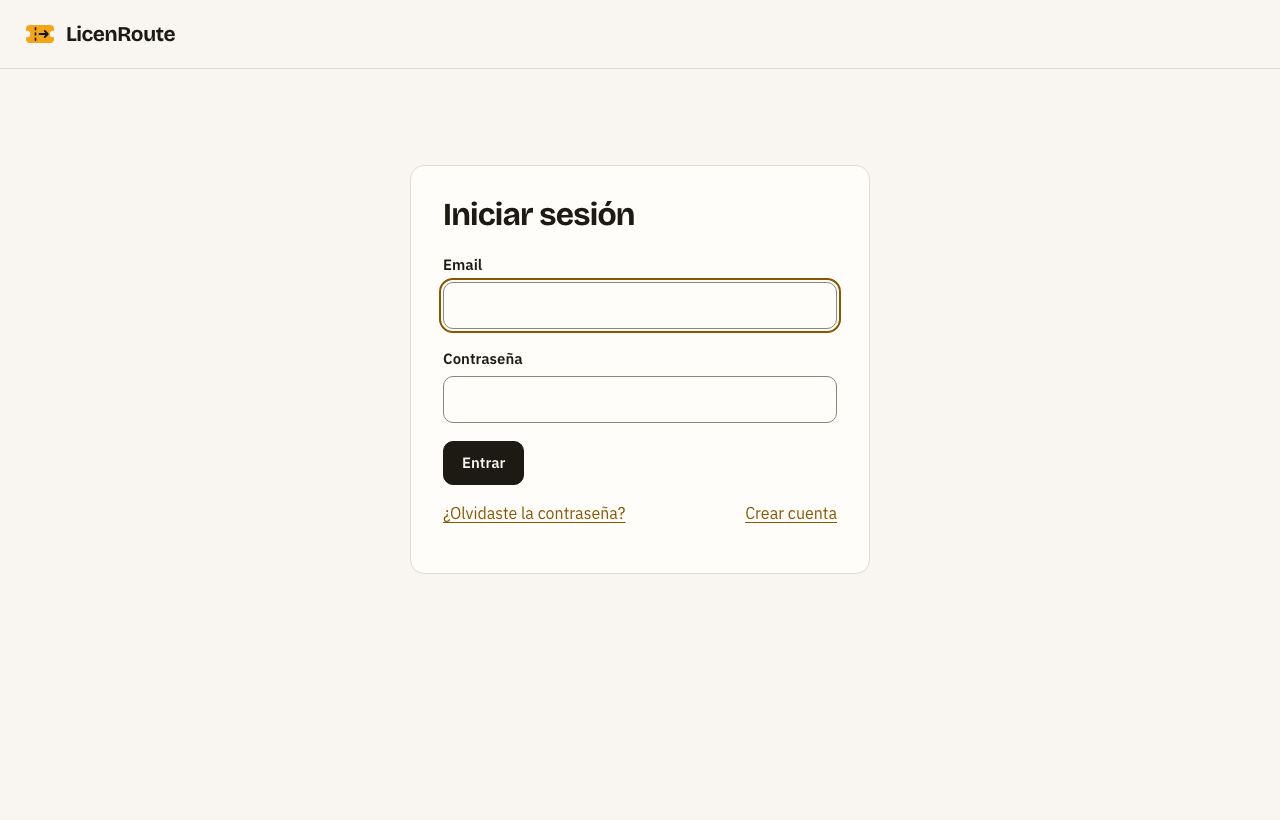 LicenRoute
Iniciar sesión
Email
Contraseña
Entrar
¿Olvidaste la contraseña? Crear cuenta